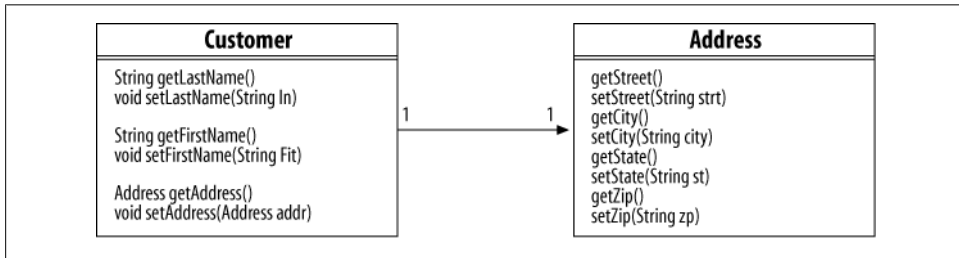 Customer
String getLastName()
void setLastName(String ln)
String getFirstName()
void setFirstName(String Fit)
Address getAddress()
void setAddress(Address addr)
1
1
Address
getStreet()
setStreet(String strt)
getCity()
setCity(String city)
getState()
setState(String st)
getZip()
setZip(String zp)